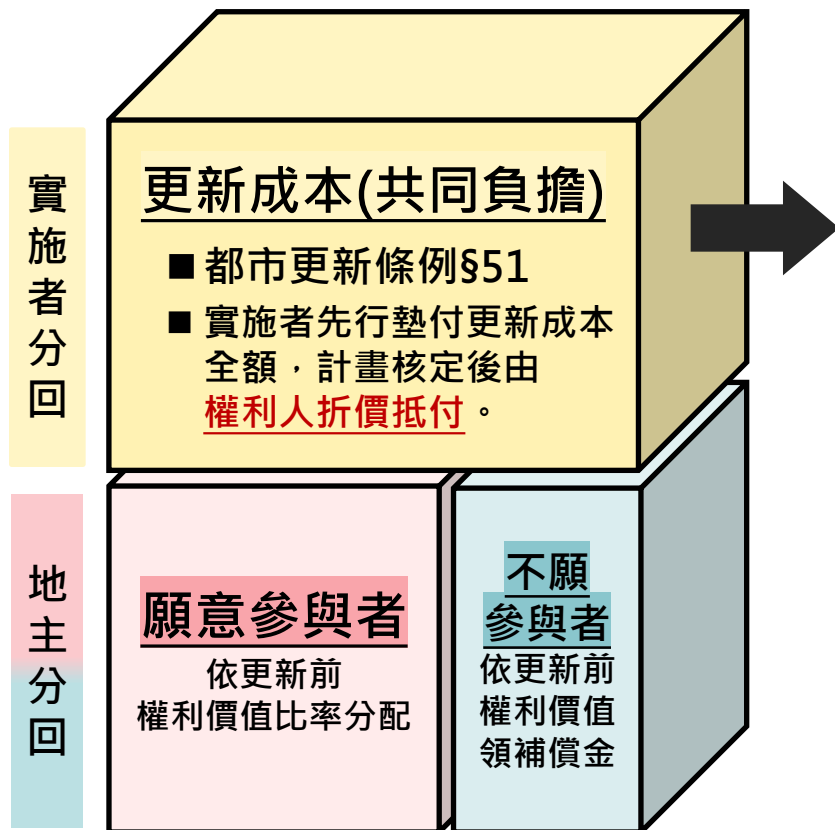 實施者分回
更新成本(共同負擔)
■ 都市更新條例§51
■ 實施者先行墊付更新成本
全額，計畫核定後由
權利人折價抵付。
地主分回
願意參與者
依更新前
權利價值比率分配
不願
參與者
依更新前
權利價值
領補償金